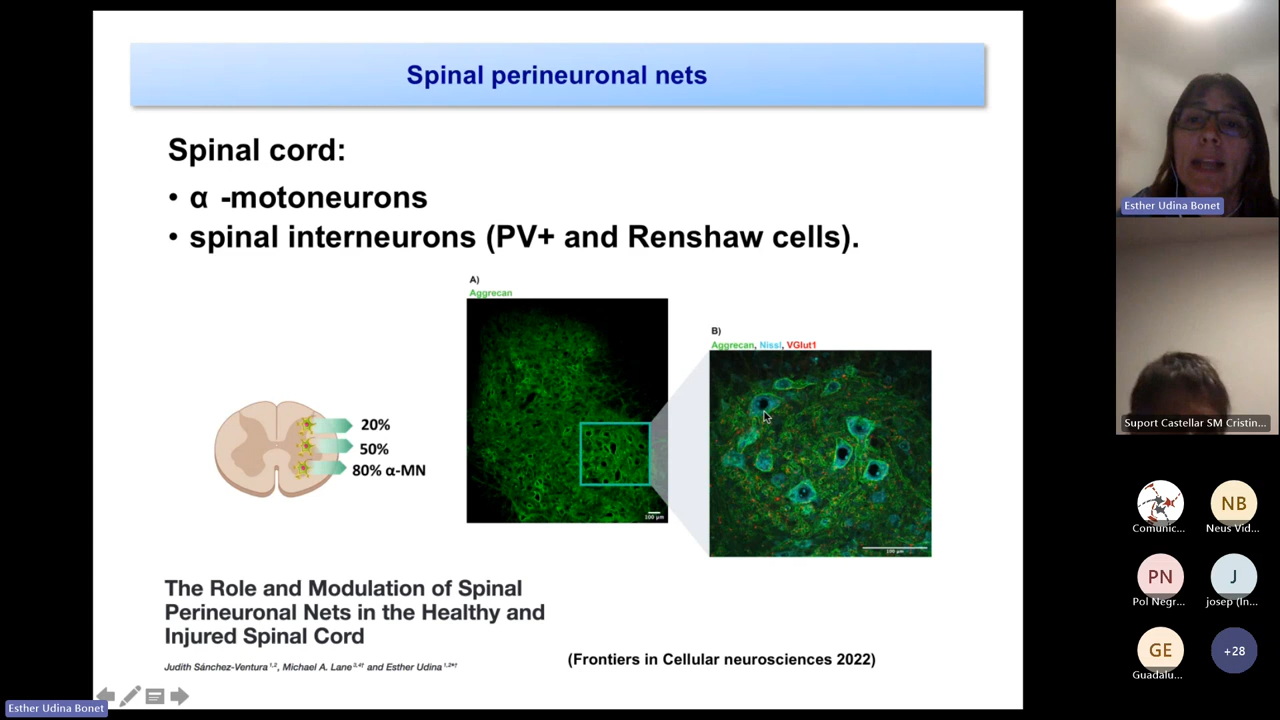 Spinal perineuronal nets
Spinal cord:
• α -motoneurons
• spinal interneurons (PV+ and Renshaw cells).
A)
Aggrecan
100 µm
B)
Aggrecan, Nissl, VGlut1
100 µm
20%
50%
80% α-MN
The Role and Modulation of Spinal
Perineuronal Nets in the Healthy and
Injured Spinal Cord
Judith Sánchez-Ventura 1,2, Michael A. Lane 3,4† and Esther Udina 1,2*†
(Frontiers in Cellular neurosciences 2022)
Esther Udina Bonet
Esther Udina Bonet
Suport Castellar SM Cristin...
Comunic...
NB
Neus Vid...
PN
Pol Negr...
J
josep (In...
GE
Guadalu...
+28